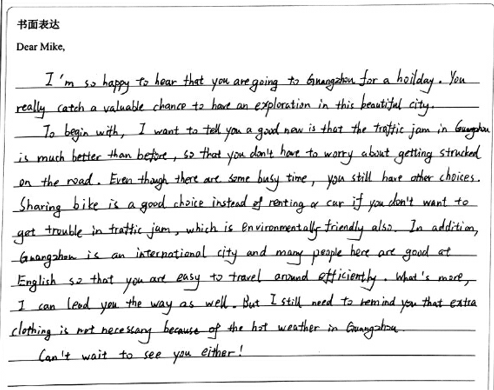 书面表达
Dear Mike,
I'm so happy to hear that you are going to Guangzhou for a hoilday. You
really catch a valuable chance to have an exploration in this beautiful city.
To begin with, I want to tell you a good new is that the traffic jam in Guangzhou
is much better than before, so that you don't have to worry about getting strucked
on the road. Even though there are some busy time, you still have other choices.
Sharing bike is a good choice instead of renting a car if you don't want to
get trouble in traffic jam, which is environmentally friendly also. In addition,
Guangzhou is an international city and many people here are good at
English so that you are easy to travel around efficiently. What's more,
I can lead you the way as well. But I still need to remind you that extra
clothing is not necessary because of the hot weather in Guangzhou.
Can't wait to see you either!